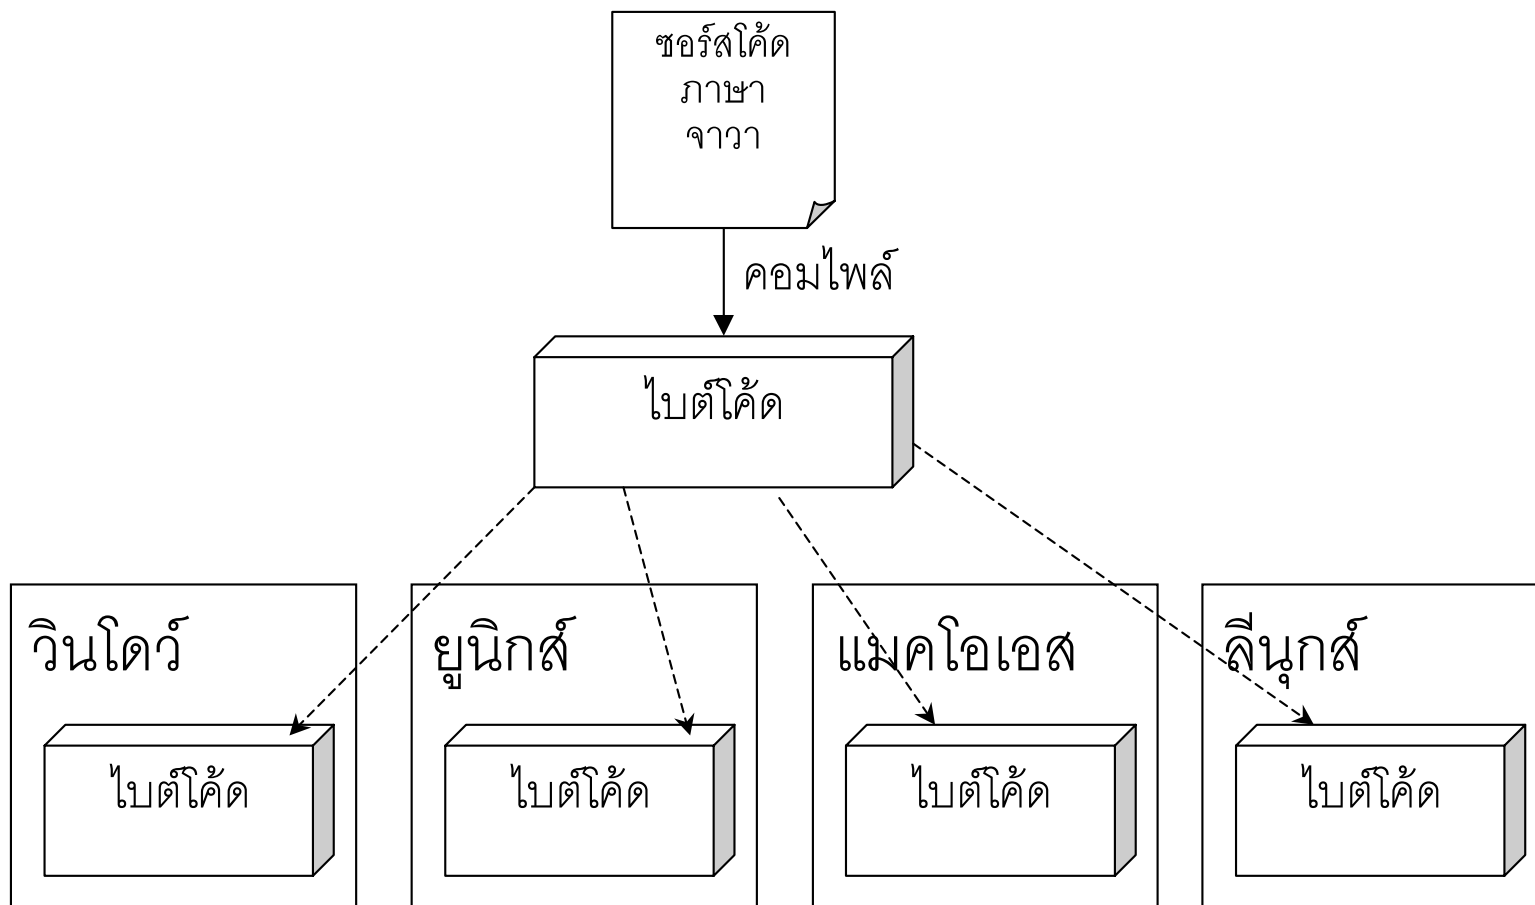 ซอร์สโค้ด
ภาษา
จาวา
คอมไพล์
ไบต์โค้ด
วินโดว์
ยูนิกส์
แมคโอเอส
ลีนุกส์
ไบต์โค้ด
ไบต์โค้ด
ไบต์โค้ด
ไบต์โค้ด